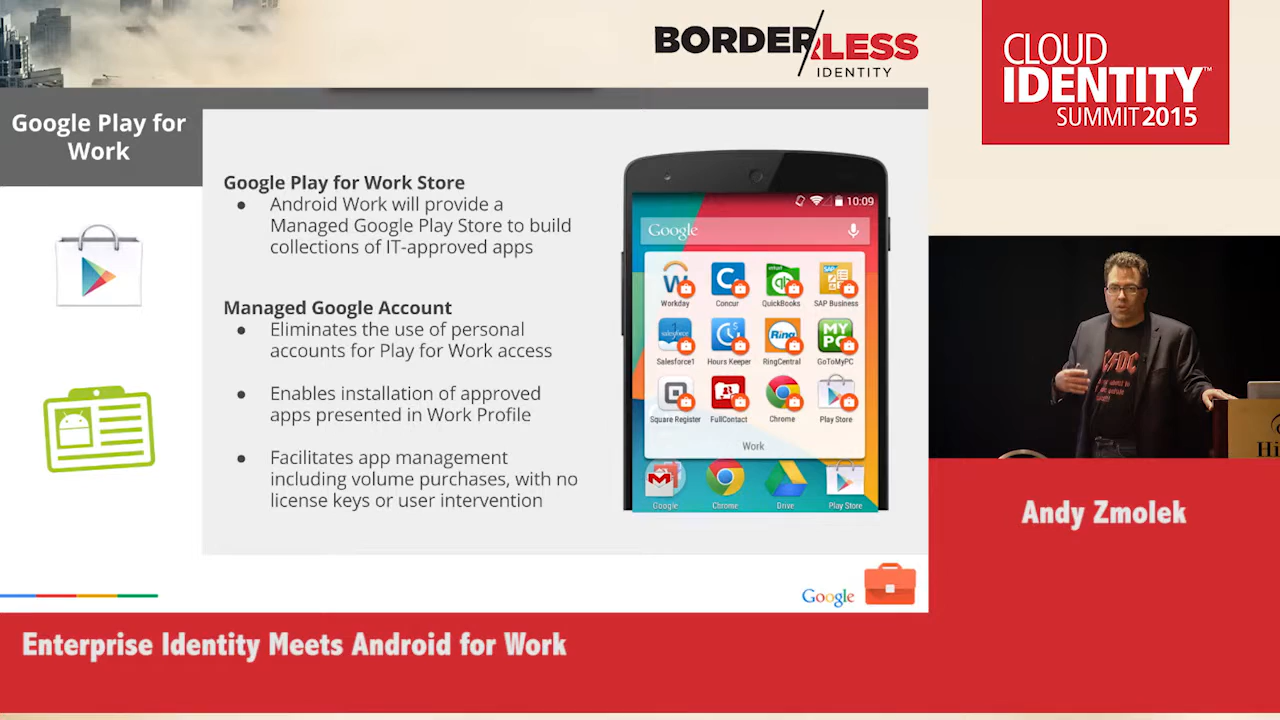 BORDER/LESS
IDENTITY
CLOUD
IDENTITY™
SUMMIT 2015
Google Play for
Work
Google Play for Work Store
● Android Work will provide a
Managed Google Play Store to build
collections of IT-approved apps
Managed Google Account
● Eliminates the use of personal
accounts for Play for Work access
● Enables installation of approved
apps presented in Work Profile
● Facilitates app management
including volume purchases, with no
license keys or user intervention
10:09
Google
Workday Concur QuickBooks SAP Business
Salesforce1 Hours Keeper RingCentral GoToMyPC
Square Register FullContact Chrome Play Store
Work
Google Chrome Drive Play Store
Google
Andy Zmolek
Enterprise Identity Meets Android for Work